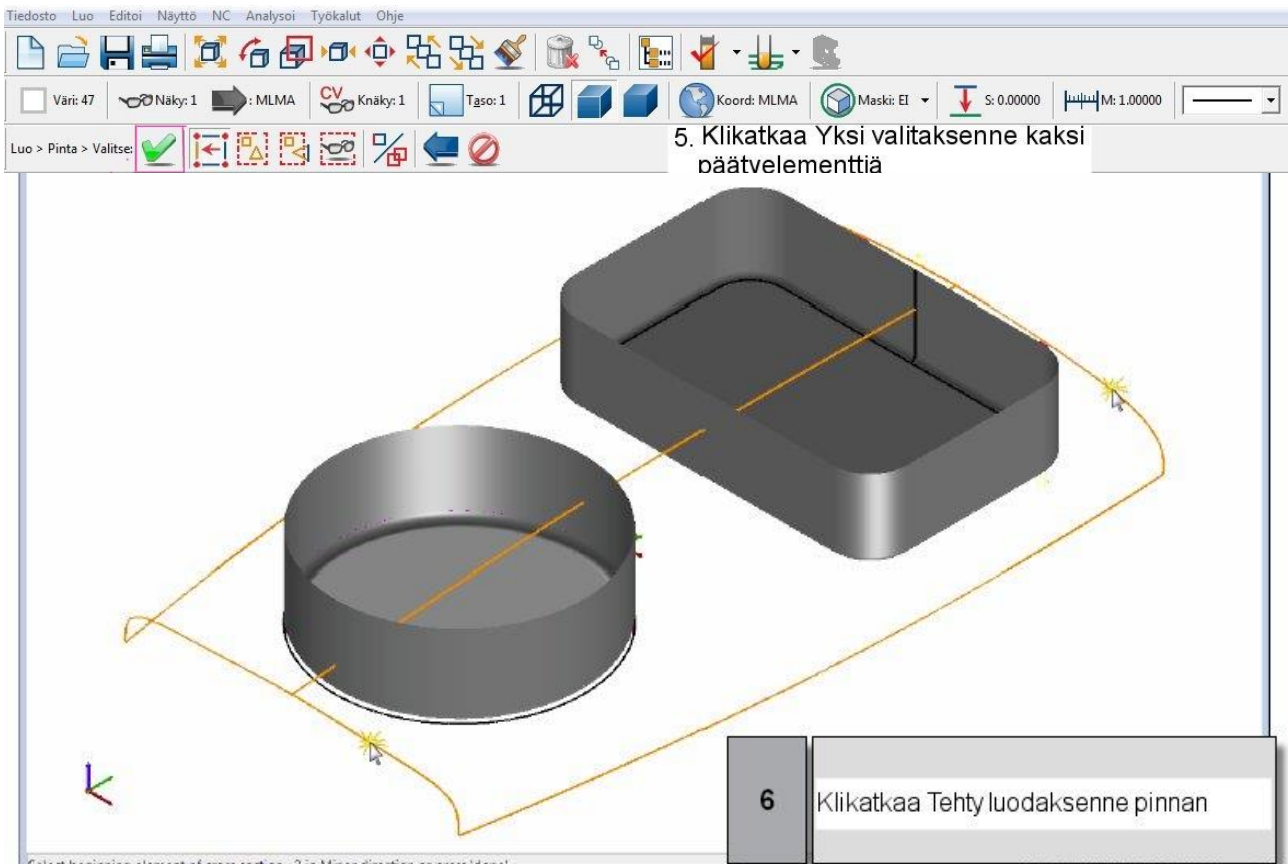 Tiedosto Luo Editoi Näyttö NC Analysoi Työkalut Ohje
Väri: 47 Näky: 1 : MLMA CV Knäky: 1 Taso: 1 Koord: MLMA Maski: EI S: 0.00000 M: 1.00000
Luo > Pinta > Valitse:
5. Klikatkaa Yksi valitaksenne kaksi
päätyelementtiä
6 Klikatkaa Tehty luodaksenne pinnan